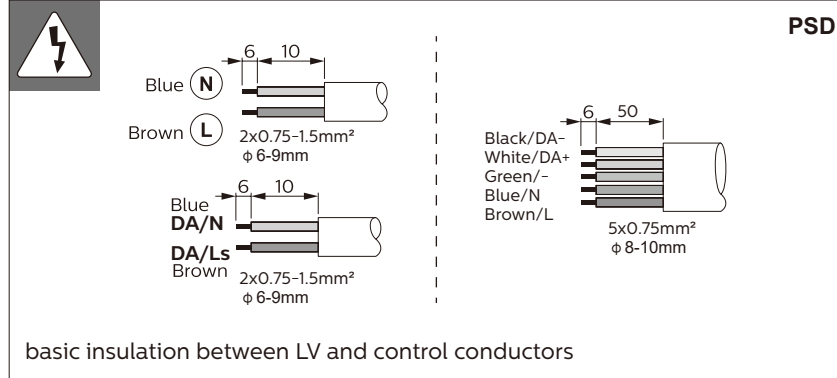 PSD
6 10
Blue N
Brown L
2x0.75-1.5mm²
ϕ 6-9mm
6 10
Blue
DA/N
DA/Ls
Brown
2x0.75-1.5mm²
ϕ 6-9mm
6 50
Black/DA-
White/DA+
Green/-
Blue/N
Brown/L
5x0.75mm²
ϕ 8-10mm
basic insulation between LV and control conductors